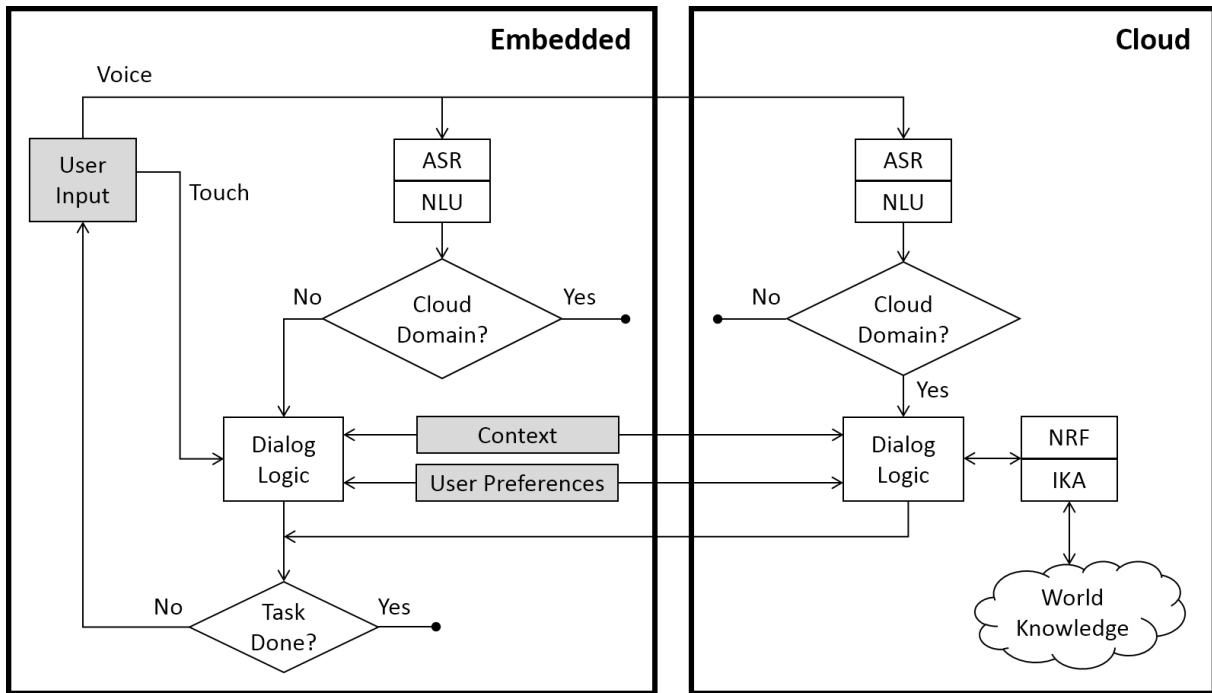 Embedded
Cloud
Voice
User
Input
Touch
ASR
NLU
ASR
NLU
No
Cloud
Domain?
Yes
No
Cloud
Domain?
Yes
Dialog
Logic
Context
User Preferences
Dialog
Logic
NRF
IKA
No
Task
Done?
Yes
World
Knowledge